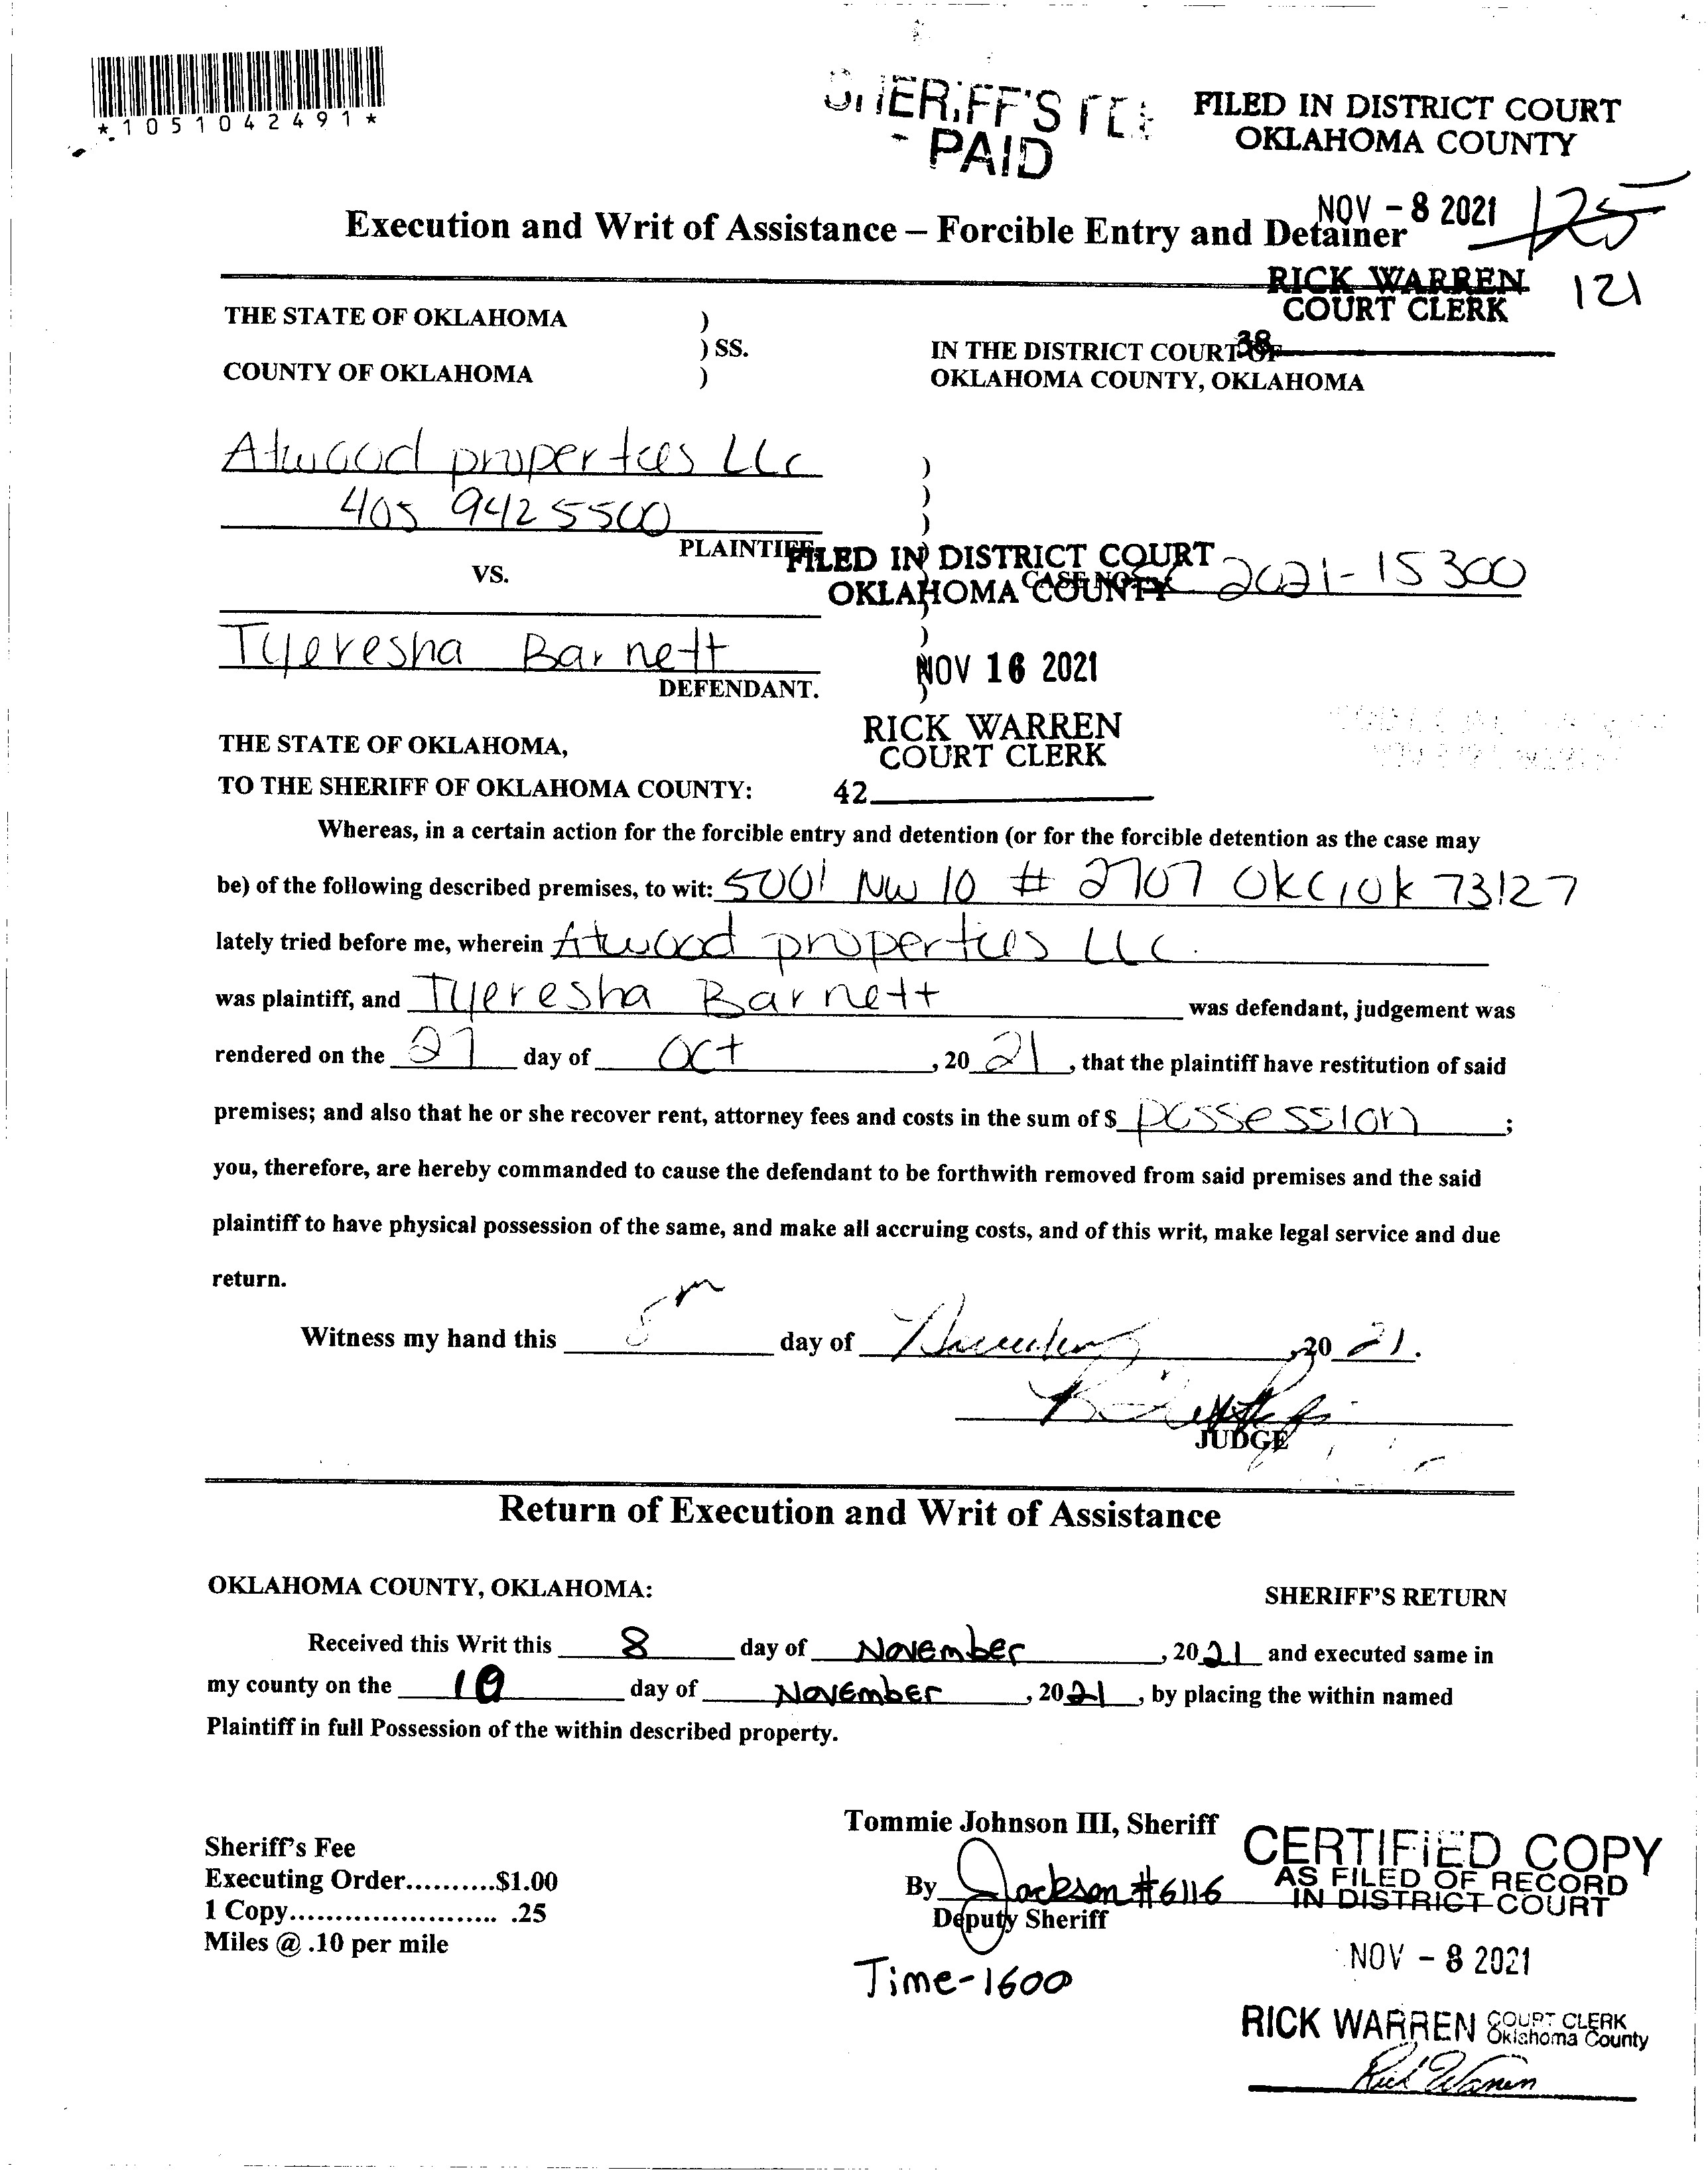 *1051042491*
SHERIFF'S FEE
PAID
FILED IN DISTRICT COURT
OKLAHOMA COUNTY
NOV - 8 2021
125
Execution and Writ of Assistance – Forcible Entry and Detainer
RICK WARREN
COURT CLERK
121
38
THE STATE OF OKLAHOMA )
) SS.
COUNTY OF OKLAHOMA )
IN THE DISTRICT COURT OF
OKLAHOMA COUNTY, OKLAHOMA
Atwood properties LLC )
405 942 5500 )
)
PLAINTIFF, )
VS.
FILED IN DISTRICT COURT
OKLAHOMA COUNTY
CASE NO. SC 2021-15300
Tyeresha Barnett )
DEFENDANT. )
NOV 16 2021
RICK WARREN
COURT CLERK
42
THE STATE OF OKLAHOMA,
TO THE SHERIFF OF OKLAHOMA COUNTY:
Whereas, in a certain action for the forcible entry and detention (or for the forcible detention as the case may
be) of the following described premises, to wit: 5001 NW 10 # 2707 OKC, OK 73127
lately tried before me, wherein Atwood properties LLC.
was plaintiff, and Tyeresha Barnett was defendant, judgement was
rendered on the 27 day of Oct, 20 21, that the plaintiff have restitution of said
premises; and also that he or she recover rent, attorney fees and costs in the sum of $ possession ;
you, therefore, are hereby commanded to cause the defendant to be forthwith removed from said premises and the said
plaintiff to have physical possession of the same, and make all accruing costs, and of this writ, make legal service and due
return.
Witness my hand this 8th day of November, 20 21.
JUDGE
Return of Execution and Writ of Assistance
OKLAHOMA COUNTY, OKLAHOMA:
SHERIFF'S RETURN
Received this Writ this 8 day of November, 20 21 and executed same in
my county on the 10 day of November, 20 21, by placing the within named
Plaintiff in full Possession of the within described property.
Tommie Johnson III, Sheriff
Sheriff's Fee
Executing Order..........$1.00
1 Copy........................ .25
Miles @ .10 per mile
By Jackson #6116
Deputy Sheriff
Time-1600
CERTIFIED COPY
AS FILED OF RECORD
IN DISTRICT COURT
NOV - 8 2021
RICK WARREN COURT CLERK
Oklahoma County
Rick Warren